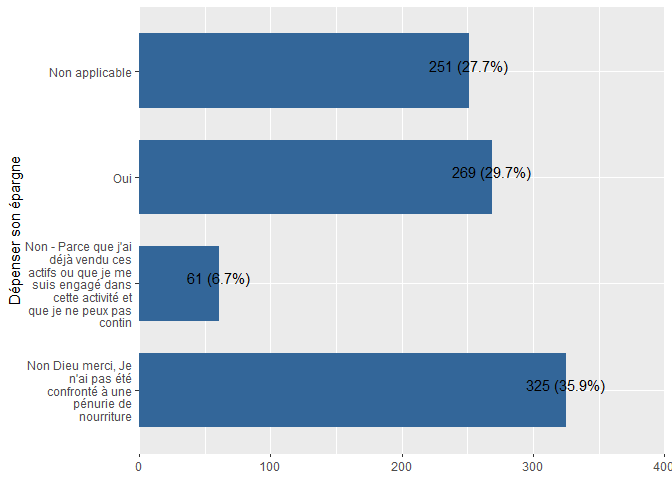 Dépenser son épargne
Non applicable
251 (27.7%)
Oui
269 (29.7%)
Non - Parce que j'ai
déjà vendu ces
actifs ou que je me
suis engagé dans
cette activité et
que je ne peux pas
contin
61 (6.7%)
Non Dieu merci, Je
n'ai pas été
confronté à une
pénurie de
nourriture
325 (35.9%)
0
100
200
300
400